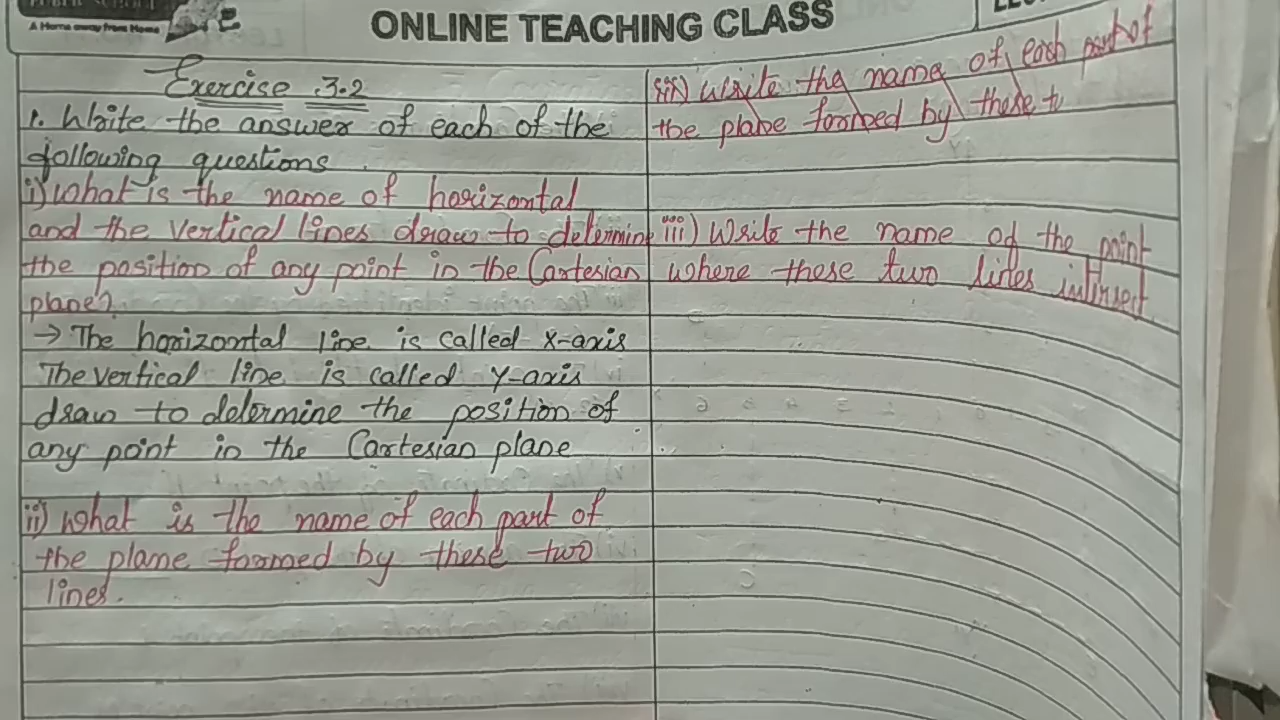 A Home away from Home
ONLINE TEACHING CLASS
Exercise 3.2
1. Write the answer of each of the
following questions
i) What is the name of horizontal
and the vertical lines draw to determine
the position of any point in the Cartesian
plane?
→ The horizontal line is called x-axis
The vertical line is called Y-axis
draw to determine the position of
any point in the Cartesian plane
ii) What is the name of each part of
the plane formed by these two
lines.
iii) Write the name of each part of
the plane formed by these t
iii) Write the name of the point
where these two lines intersect